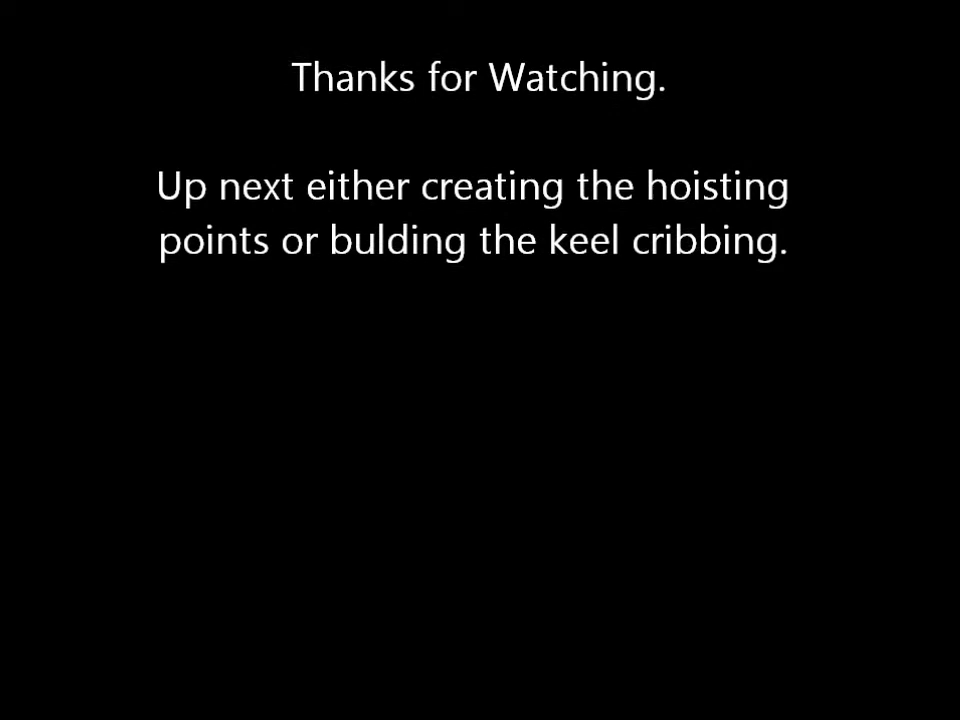 Thanks for Watching.
Up next either creating the hoisting
points or bulding the keel cribbing.